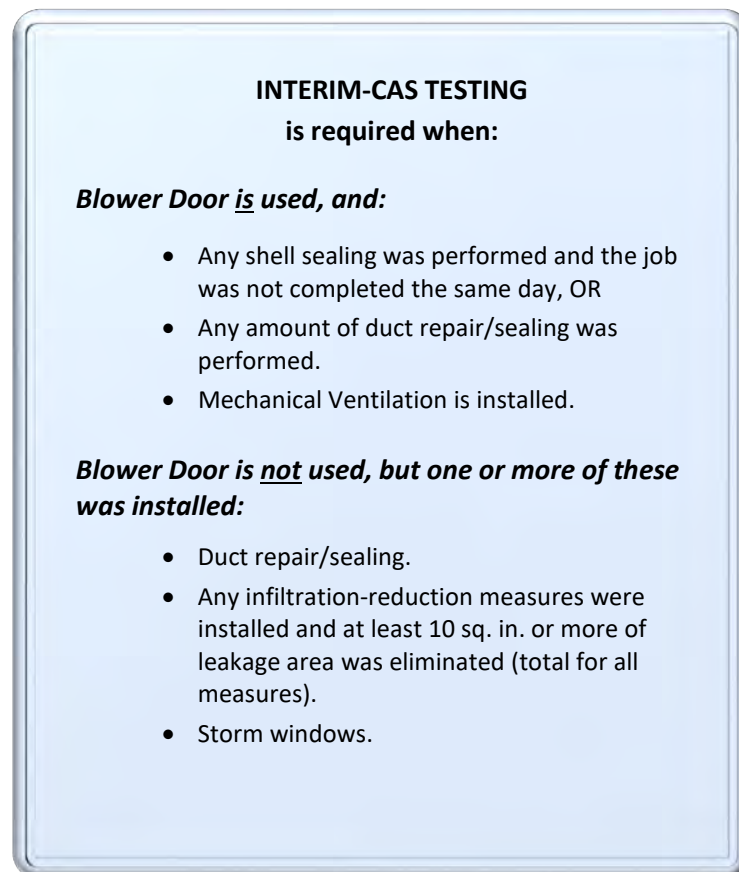 INTERIM-CAS TESTING
is required when:
Blower Door is used, and:
• Any shell sealing was performed and the job
was not completed the same day, OR
• Any amount of duct repair/sealing was
performed.
• Mechanical Ventilation is installed.
Blower Door is not used, but one or more of these
was installed:
• Duct repair/sealing.
• Any infiltration-reduction measures were
installed and at least 10 sq. in. or more of
leakage area was eliminated (total for all
measures).
• Storm windows.